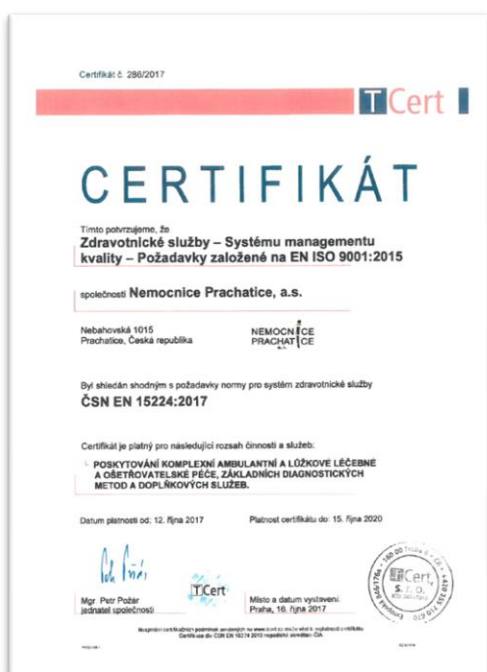 Certifikát č. 286/2017
TCert
CERTIFIKÁT
Tímto potvrzujeme, že
Zdravotnické služby – Systému managementu
kvality – Požadavky založené na EN ISO 9001:2015
společnosti Nemocnice Prachatice, a.s.
Nebahovská 1015
Prachatice, Česká republika
NEMOCNICE
PRACHATICE
a.s.
Byl shledán shodným s požadavky normy pro systém zdravotnické služby
ČSN EN 15224:2017
Certifikát je platný pro následující rozsah činností a služeb:
POSKYTOVÁNÍ KOMPLEXNÍ AMBULANTNÍ A LŮŽKOVÉ LÉČEBNÉ
A OŠETŘOVATELSKÉ PÉČE, ZÁKLADNÍCH DIAGNOSTICKÝCH
METOD A DOPLŇKOVÝCH SLUŽEB.
Datum platnosti od: 12. října 2017
Platnost certifikátu do: 15. října 2020
TCert
Mgr. Petr Požár
jednatel společnosti
Místo a datum vystavení:
Praha, 16. října 2017
TCert,
s. r. o.